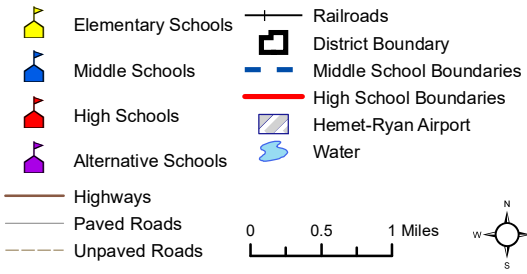 Elementary Schools
Middle Schools
High Schools
Alternative Schools
Highways
Paved Roads
Unpaved Roads
Railroads
District Boundary
Middle School Boundaries
High School Boundaries
Hemet-Ryan Airport
Water
0 0.5 1 Miles
N
W
S